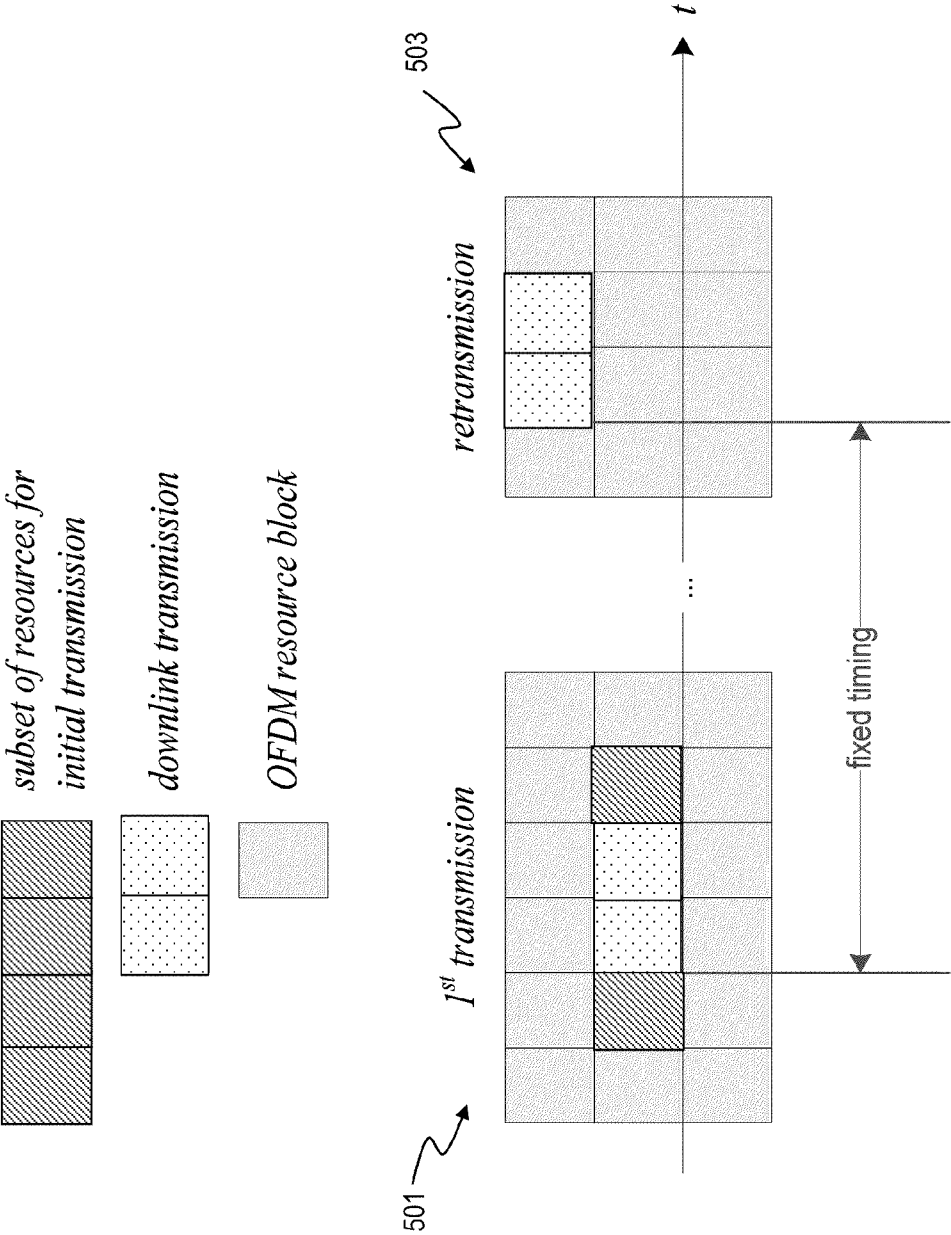 subset of resources for
initial transmission
downlink transmission
OFDM resource block
501
1st transmission
...
retransmission
503
t
fixed timing